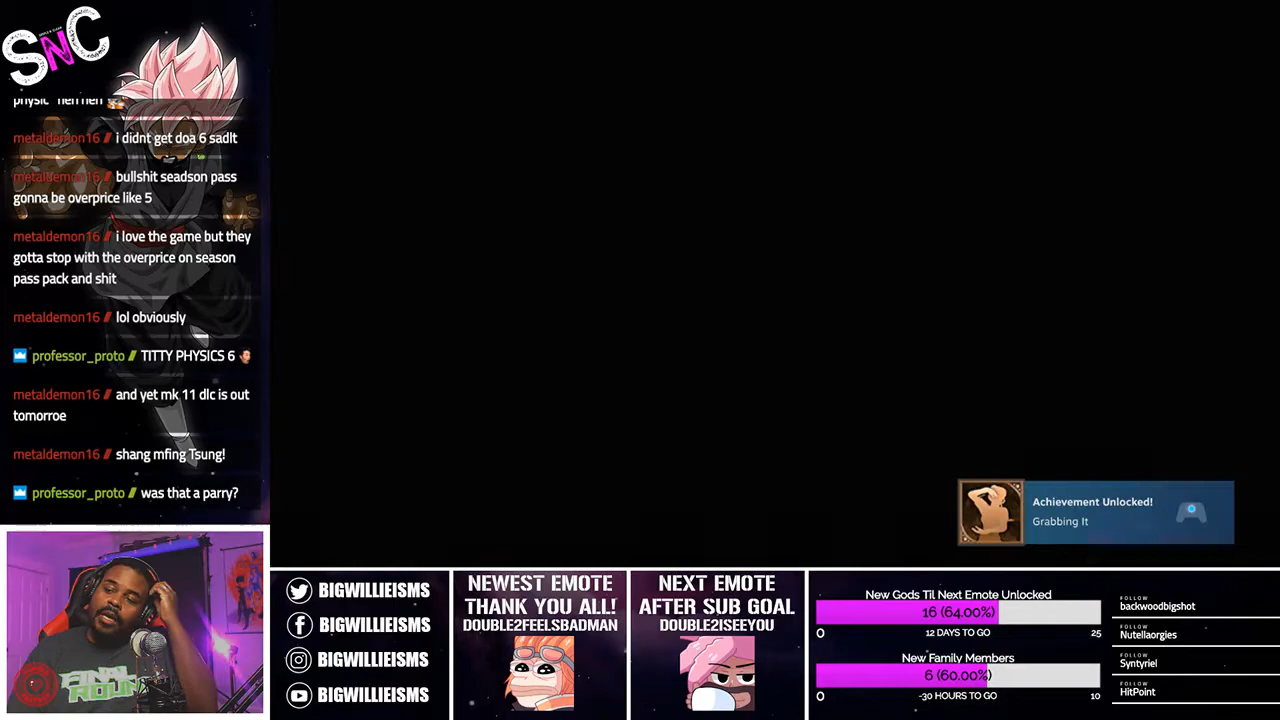 SNC
metaldemon16 // i didnt get doa 6 sadlt
metaldemon16 // bullshit seadson pass
gonna be overprice like 5
metaldemon16 // i love the game but they
gotta stop with the overprice on season
pass pack and shit
metaldemon16 // lol obviously
professor_proto // TITTY PHYSICS 6
metaldemon16 // and yet mk 11 dlc is out
tomorroe
metaldemon16 // shang mfing Tsung!
professor_proto // was that a parry?
Achievement Unlocked!
Grabbing It
FINAL
ROUN
BIGWILLIEISMS
BIGWILLIEISMS
BIGWILLIEISMS
BIGWILLIEISMS
NEWEST EMOTE
THANK YOU ALL!
DOUBLE2FEELSBADMAN
NEXT EMOTE
AFTER SUB GOAL
DOUBLE2ISEEYOU
New Gods Til Next Emote Unlocked
16 (64.00%)
0 12 DAYS TO GO 25
New Family Members
6 (60.00%)
0 -30 HOURS TO GO 10
FOLLOW
backwoodbigshot
FOLLOW
Nutellaorgies
FOLLOW
Syntyriel
FOLLOW
HitPoint